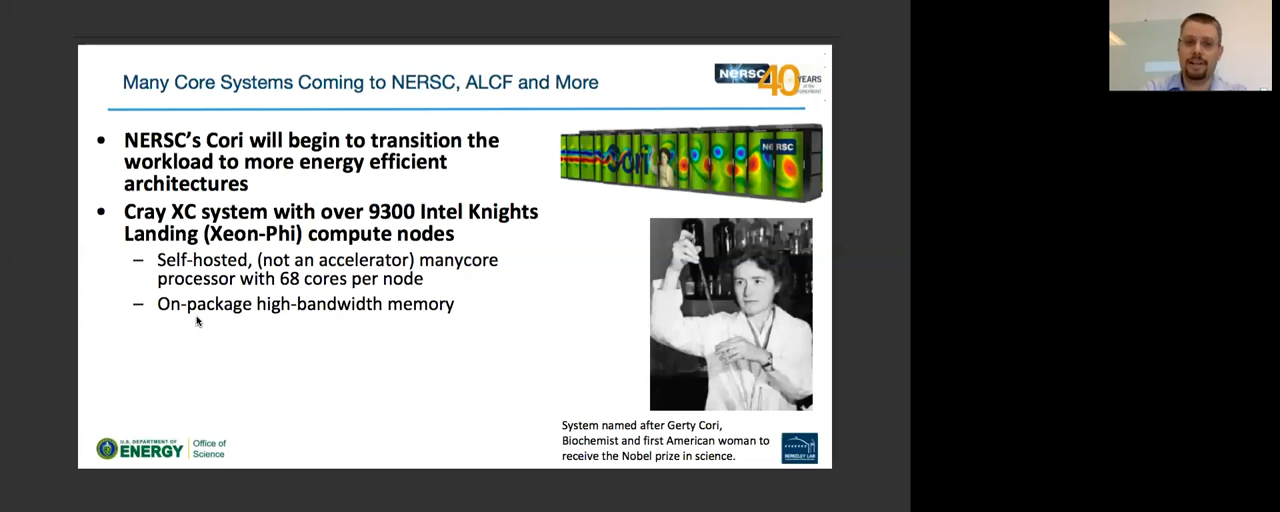 Many Core Systems Coming to NERSC, ALCF and More
NERSC 40 YEARS
• NERSC's Cori will begin to transition the
workload to more energy efficient
architectures
• Cray XC system with over 9300 Intel Knights
Landing (Xeon-Phi) compute nodes
– Self-hosted, (not an accelerator) manycore
processor with 68 cores per node
– On-package high-bandwidth memory
Cori NERSC
System named after Gerty Cori,
Biochemist and first American woman to
receive the Nobel prize in science.
U.S. DEPARTMENT OF
ENERGY
Office of
Science
BERKELEY LAB